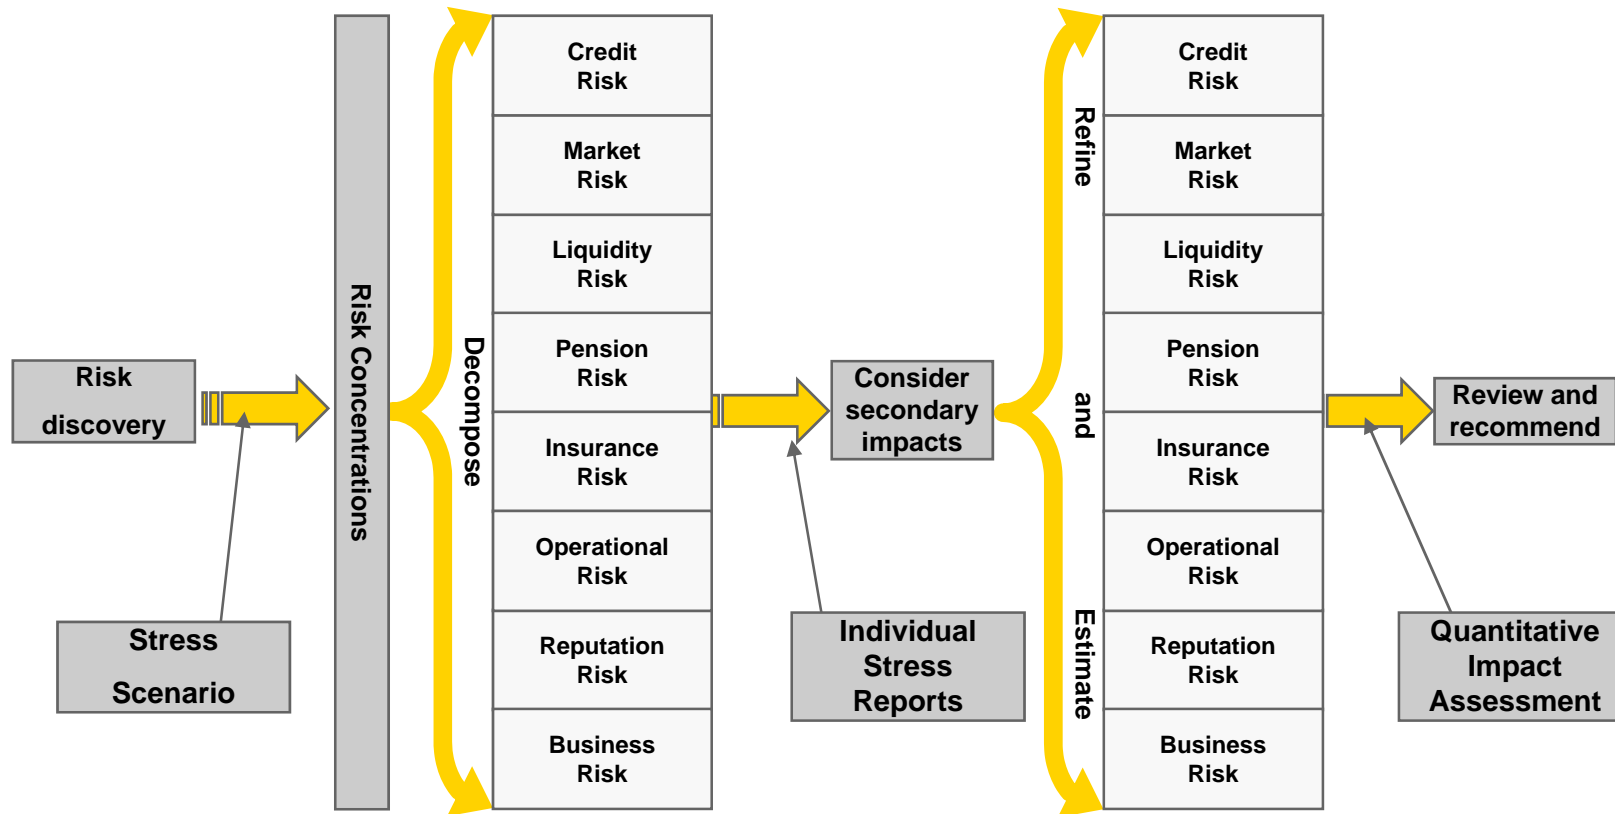 Risk
discovery
Stress
Scenario
Risk Concentrations
Decompose
Credit
Risk
Market
Risk
Liquidity
Risk
Pension
Risk
Insurance
Risk
Operational
Risk
Reputation
Risk
Business
Risk
Consider
secondary
impacts
Individual
Stress
Reports
Refine
and
Estimate
Credit
Risk
Market
Risk
Liquidity
Risk
Pension
Risk
Insurance
Risk
Operational
Risk
Reputation
Risk
Business
Risk
Review and
recommend
Quantitative
Impact
Assessment